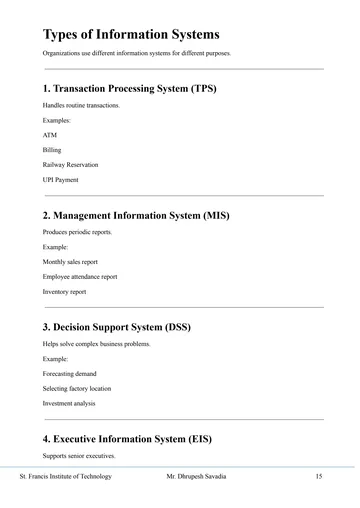 Types of Information Systems
Organizations use different information systems for different purposes.
1. Transaction Processing System (TPS)
Handles routine transactions.
Examples:
ATM
Billing
Railway Reservation
UPI Payment
2. Management Information System (MIS)
Produces periodic reports.
Example:
Monthly sales report
Employee attendance report
Inventory report
3. Decision Support System (DSS)
Helps solve complex business problems.
Example:
Forecasting demand
Selecting factory location
Investment analysis
4. Executive Information System (EIS)
Supports senior executives.
St. Francis Institute of Technology Mr. Dhrupesh Savadia 15